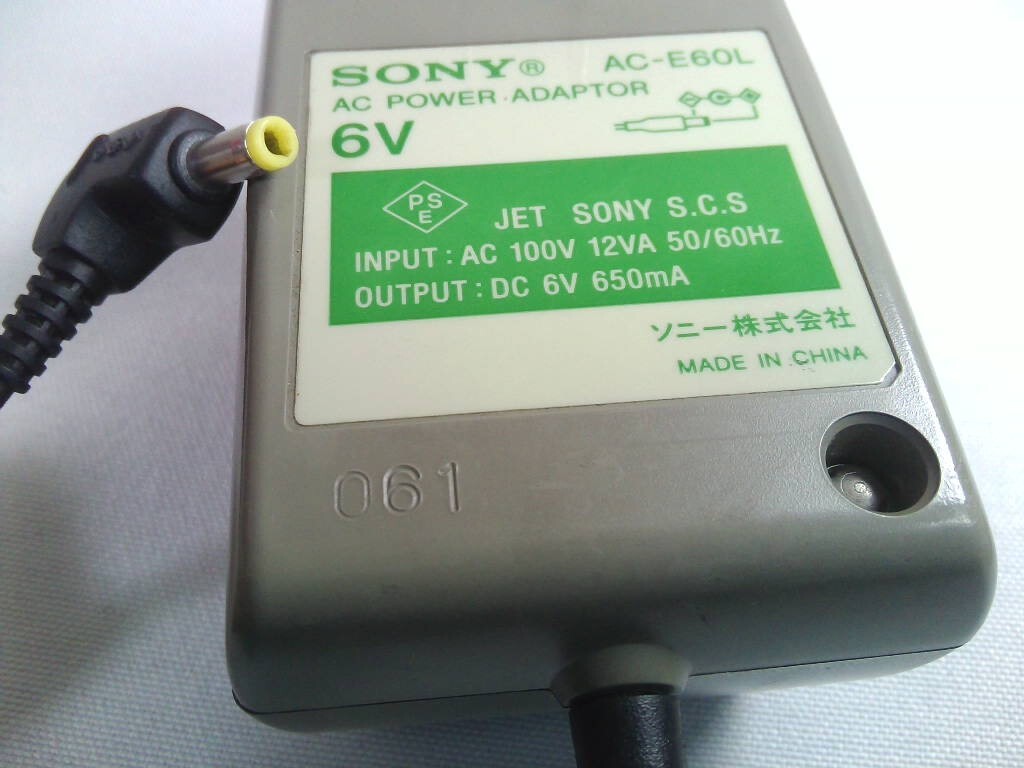 SONY® AC-E60L
AC POWER ADAPTOR
6V
PS
E
JET SONY S.C.S
INPUT : AC 100V 12VA 50/60Hz
OUTPUT : DC 6V 650mA
ソニー株式会社
MADE IN CHINA
061